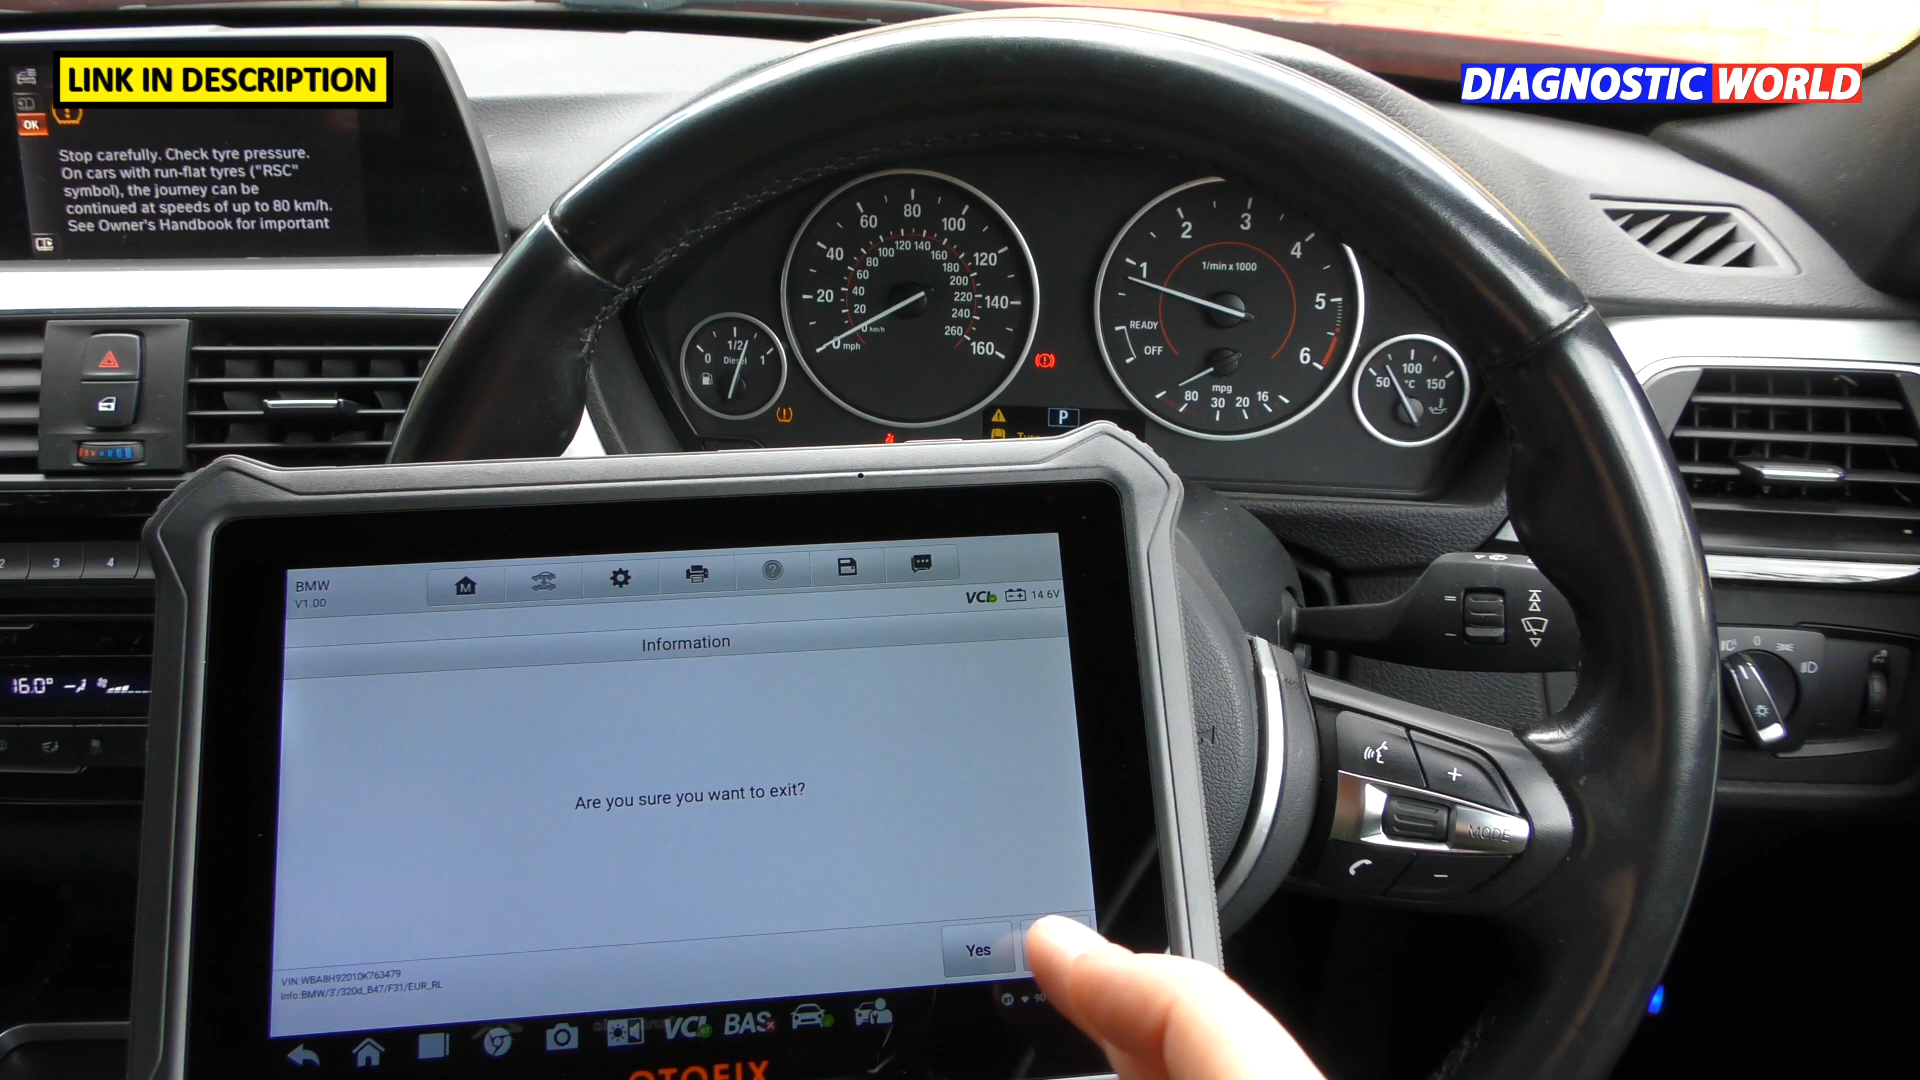 LINK IN DESCRIPTION
DIAGNOSTIC WORLD
OK
Stop carefully. Check tyre pressure.
On cars with run-flat tyres ("RSC"
symbol), the journey can be
continued at speeds of up to 80 km/h.
See Owner's Handbook for important
0 20 40 60 80 100 120 140 160
mph
0 20 40 60 80 100 120 140 160 180 200 220 240 260
km/h
0 1/2 1
Diesel
1 2 3 4 5 6
1/min x 1000
READY
OFF
mpg
80 30 20 16
50 100 150
°C
P
3 4
16.0°
BMW
V1.00
M
VCI 14.6V
Information
Are you sure you want to exit?
Yes
VIN:WBA8H92010K763479
Info:BMW/3'/320d_B47/F31/EUR_RL
VCI BAS
OTOFIX
+
MODE
−
0